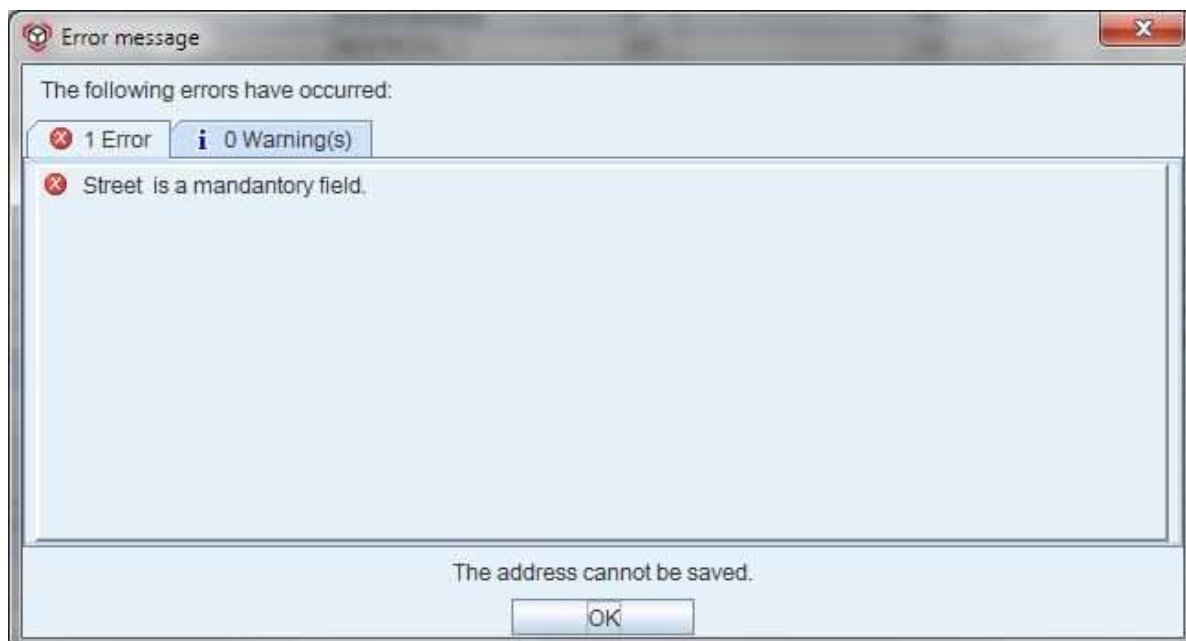 Error message
The following errors have occurred:
1 Error
i 0 Warning(s)
Street is a mandantory field.
The address cannot be saved.
OK